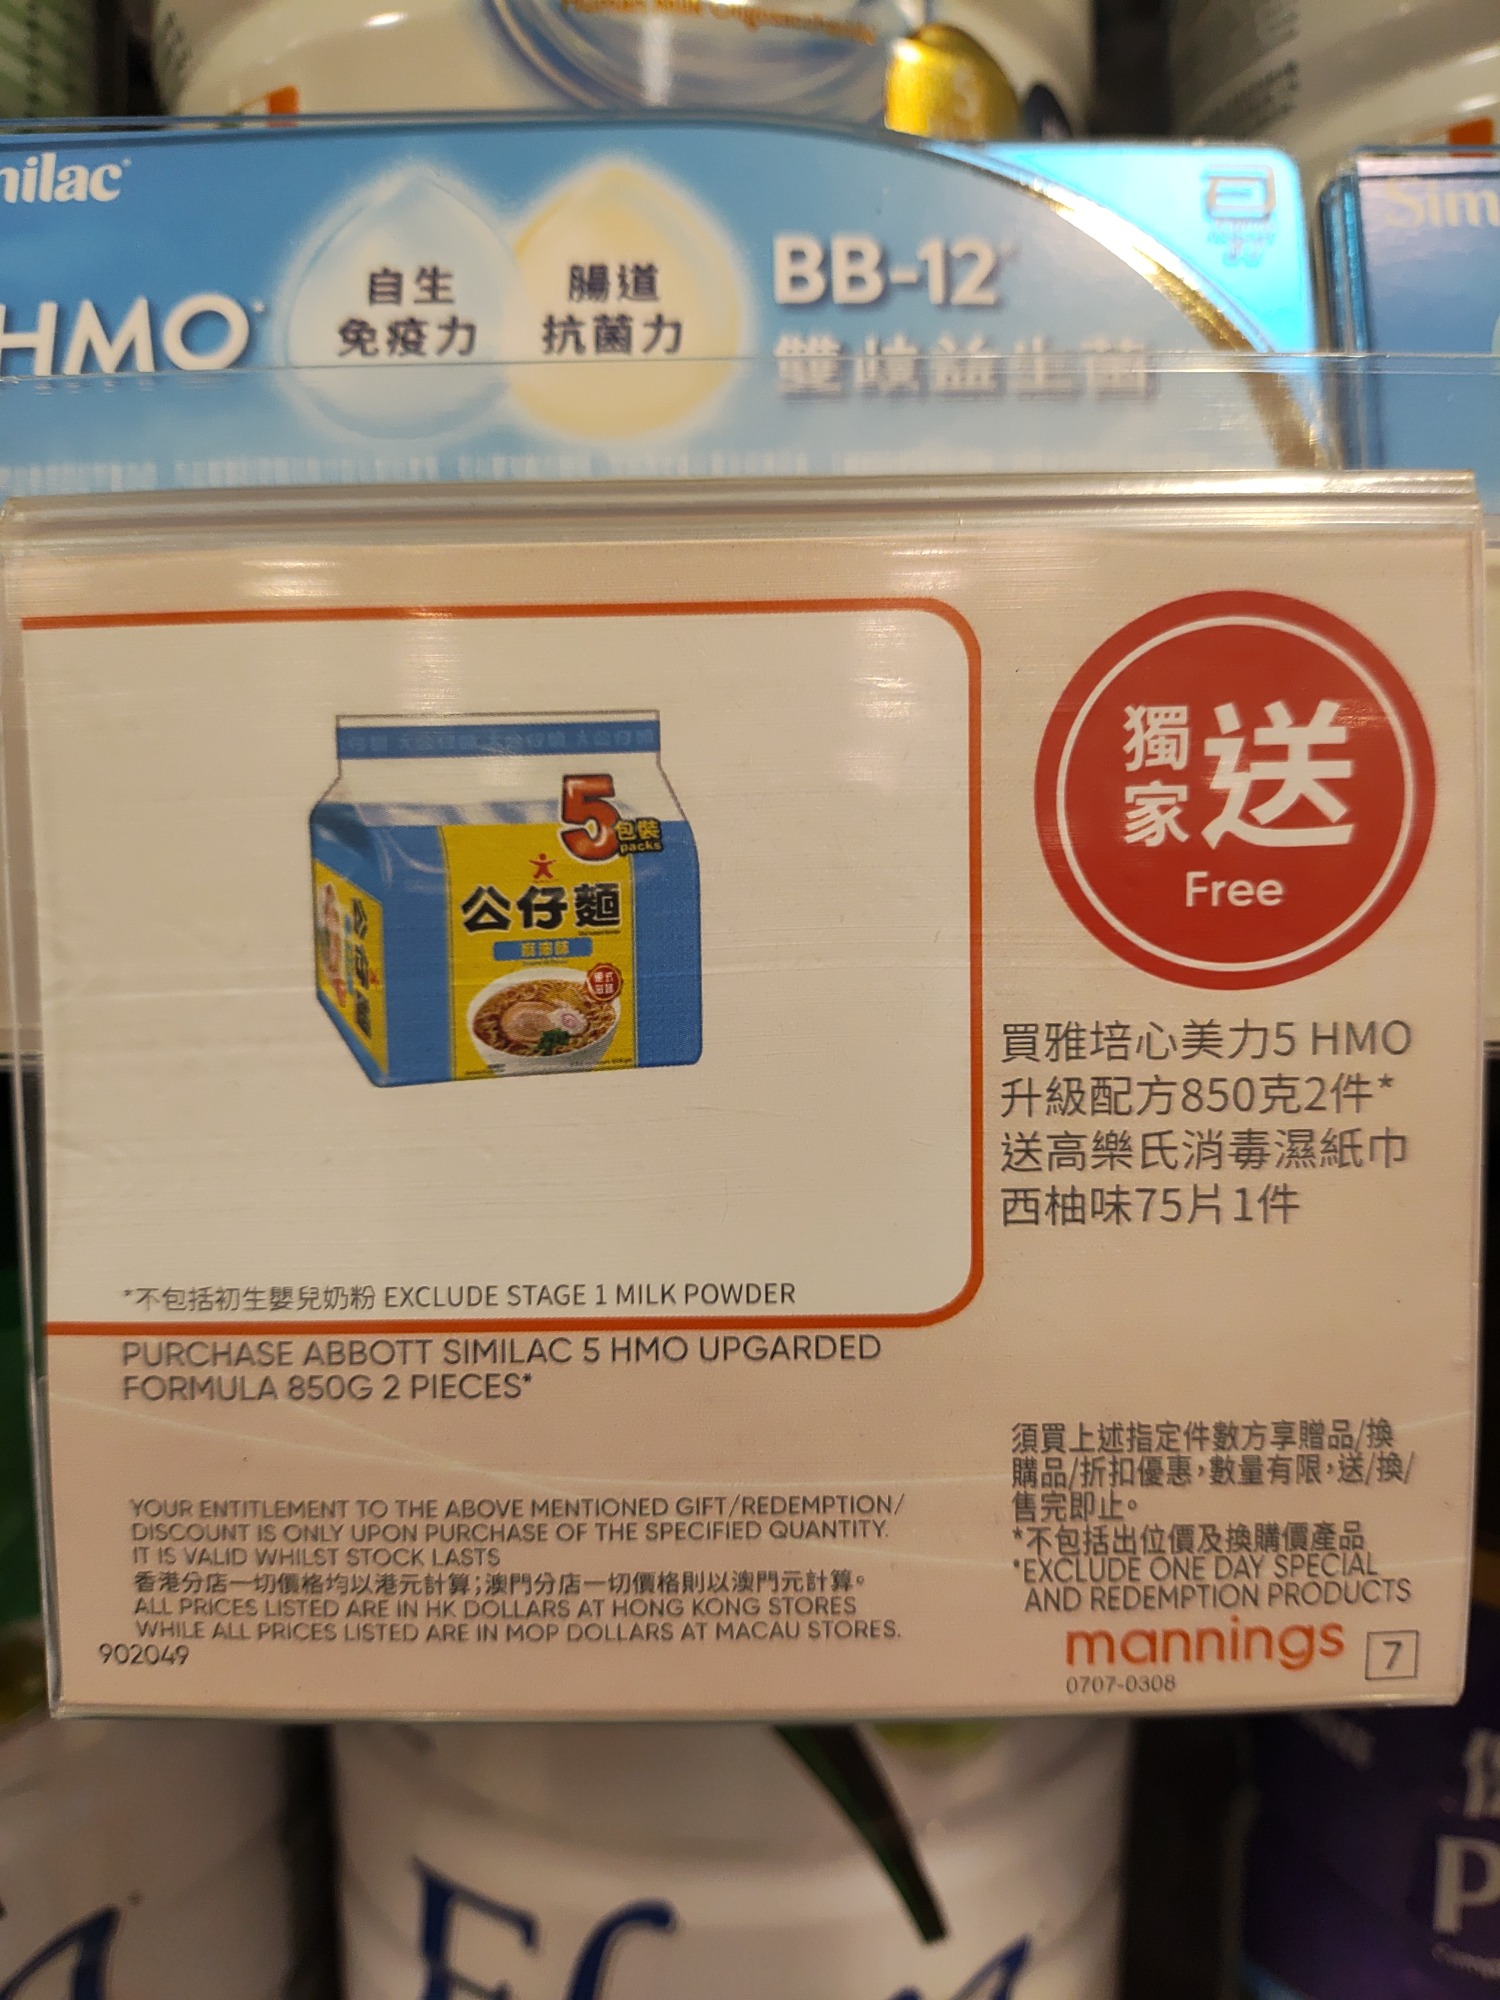 HMO
自生
免疫力
腸道
抗菌力
BB-12
雙岐益生菌
5
包裝
packs
公仔麵
麻油味
獨家
送
Free
買雅培心美力5 HMO
升級配方850克2件*
送高樂氏消毒濕紙巾
西柚味75片1件
*不包括初生嬰兒奶粉 EXCLUDE STAGE 1 MILK POWDER
PURCHASE ABBOTT SIMILAC 5 HMO UPGARDED
FORMULA 850G 2 PIECES*
YOUR ENTITLEMENT TO THE ABOVE MENTIONED GIFT/REDEMPTION/
DISCOUNT IS ONLY UPON PURCHASE OF THE SPECIFIED QUANTITY.
IT IS VALID WHILST STOCK LASTS
香港分店一切價格均以港元計算;澳門分店一切價格則以澳門元計算。
ALL PRICES LISTED ARE IN HK DOLLARS AT HONG KONG STORES
WHILE ALL PRICES LISTED ARE IN MOP DOLLARS AT MACAU STORES.
902049
須買上述指定件數方享贈品/換
購品/折扣優惠,數量有限,送/換/
售完即止。
*不包括出位價及換購價產品
*EXCLUDE ONE DAY SPECIAL
AND REDEMPTION PRODUCTS
mannings
7
0707-0308